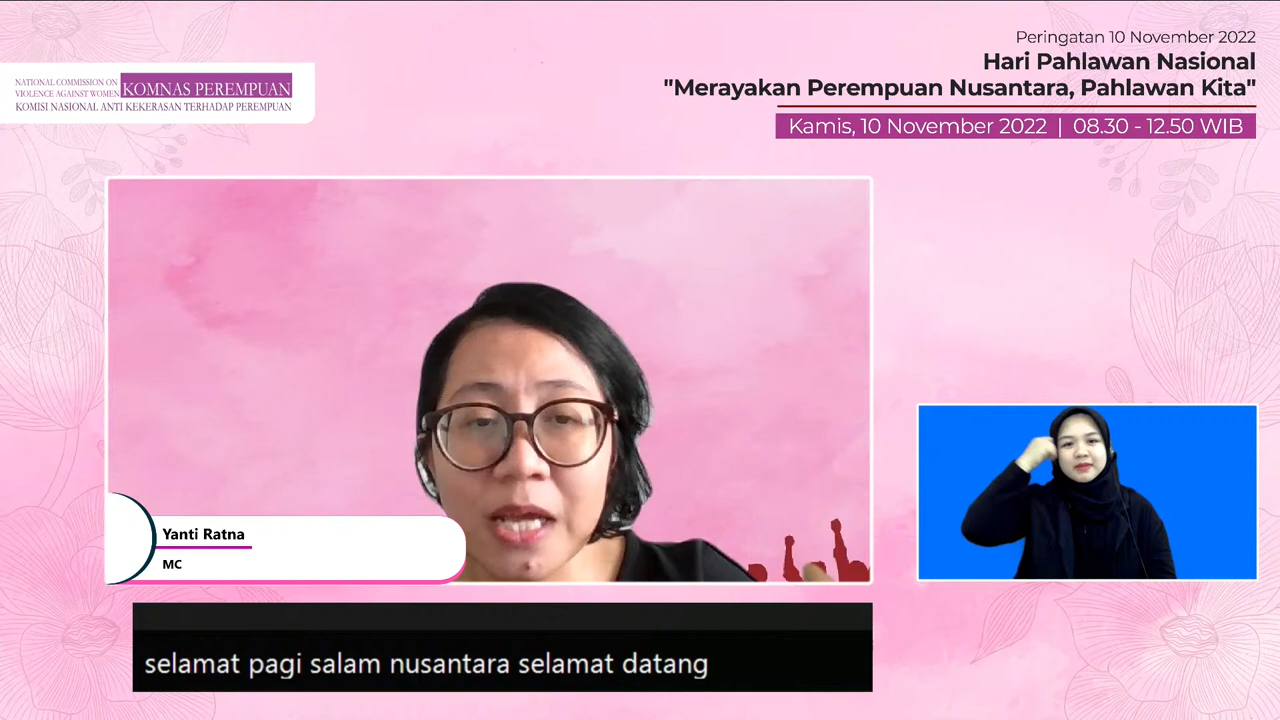 NATIONAL COMMISSION ON
VIOLENCE AGAINST WOMEN
KOMNAS PEREMPUAN
KOMISI NASIONAL ANTI KEKERASAN TERHADAP PEREMPUAN
Peringatan 10 November 2022
Hari Pahlawan Nasional
"Merayakan Perempuan Nusantara, Pahlawan Kita"
Kamis, 10 November 2022 | 08.30 - 12.50 WIB
Yanti Ratna
MC
selamat pagi salam nusantara selamat datang